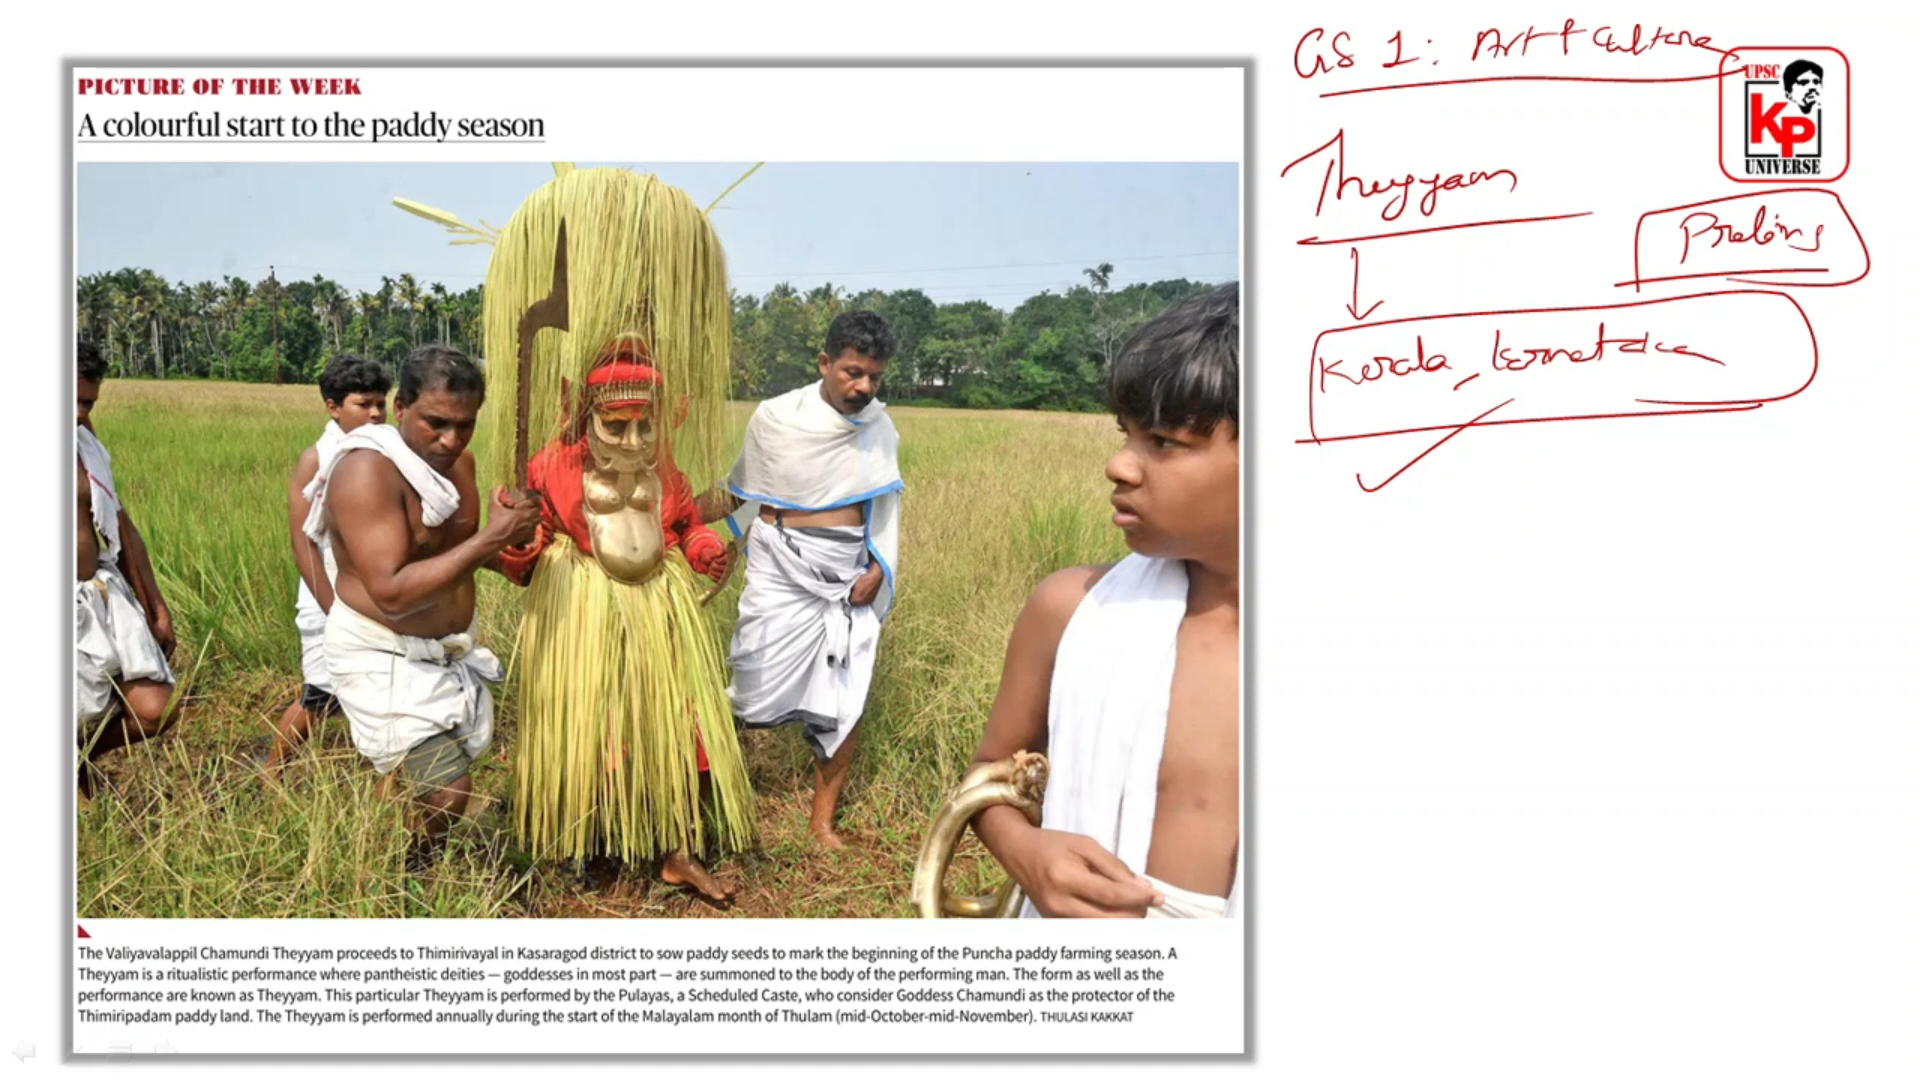 PICTURE OF THE WEEK
A colourful start to the paddy season
The Valiyavalappil Chamundi Theyyam proceeds to Thimirivayal in Kasaragod district to sow paddy seeds to mark the beginning of the Puncha paddy farming season. A
Theyyam is a ritualistic performance where pantheistic deities — goddesses in most part — are summoned to the body of the performing man. The form as well as the
performance are known as Theyyam. This particular Theyyam is performed by the Pulayas, a Scheduled Caste, who consider Goddess Chamundi as the protector of the
Thimiripadam paddy land. The Theyyam is performed annually during the start of the Malayalam month of Thulam (mid-October-mid-November). THULASI KAKKAT
GS 1: Art & Culture
UPSC
KP
UNIVERSE
Theyyam
Prelims
Kerala, Karnataka